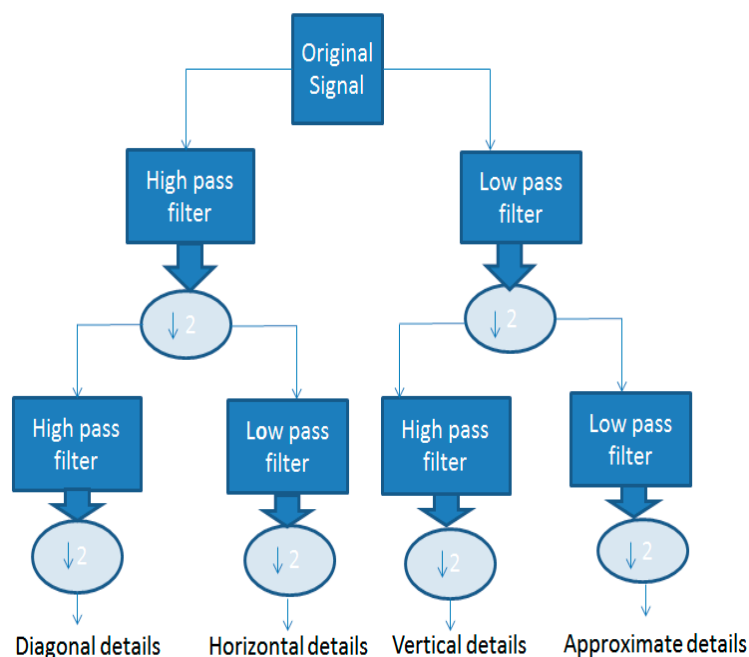 Original
Signal
High pass
filter
Low pass
filter
↓ 2
↓ 2
High pass
filter
Low pass
filter
High pass
filter
Low pass
filter
↓ 2
↓ 2
↓ 2
↓ 2
Diagonal details
Horizontal details
Vertical details
Approximate details